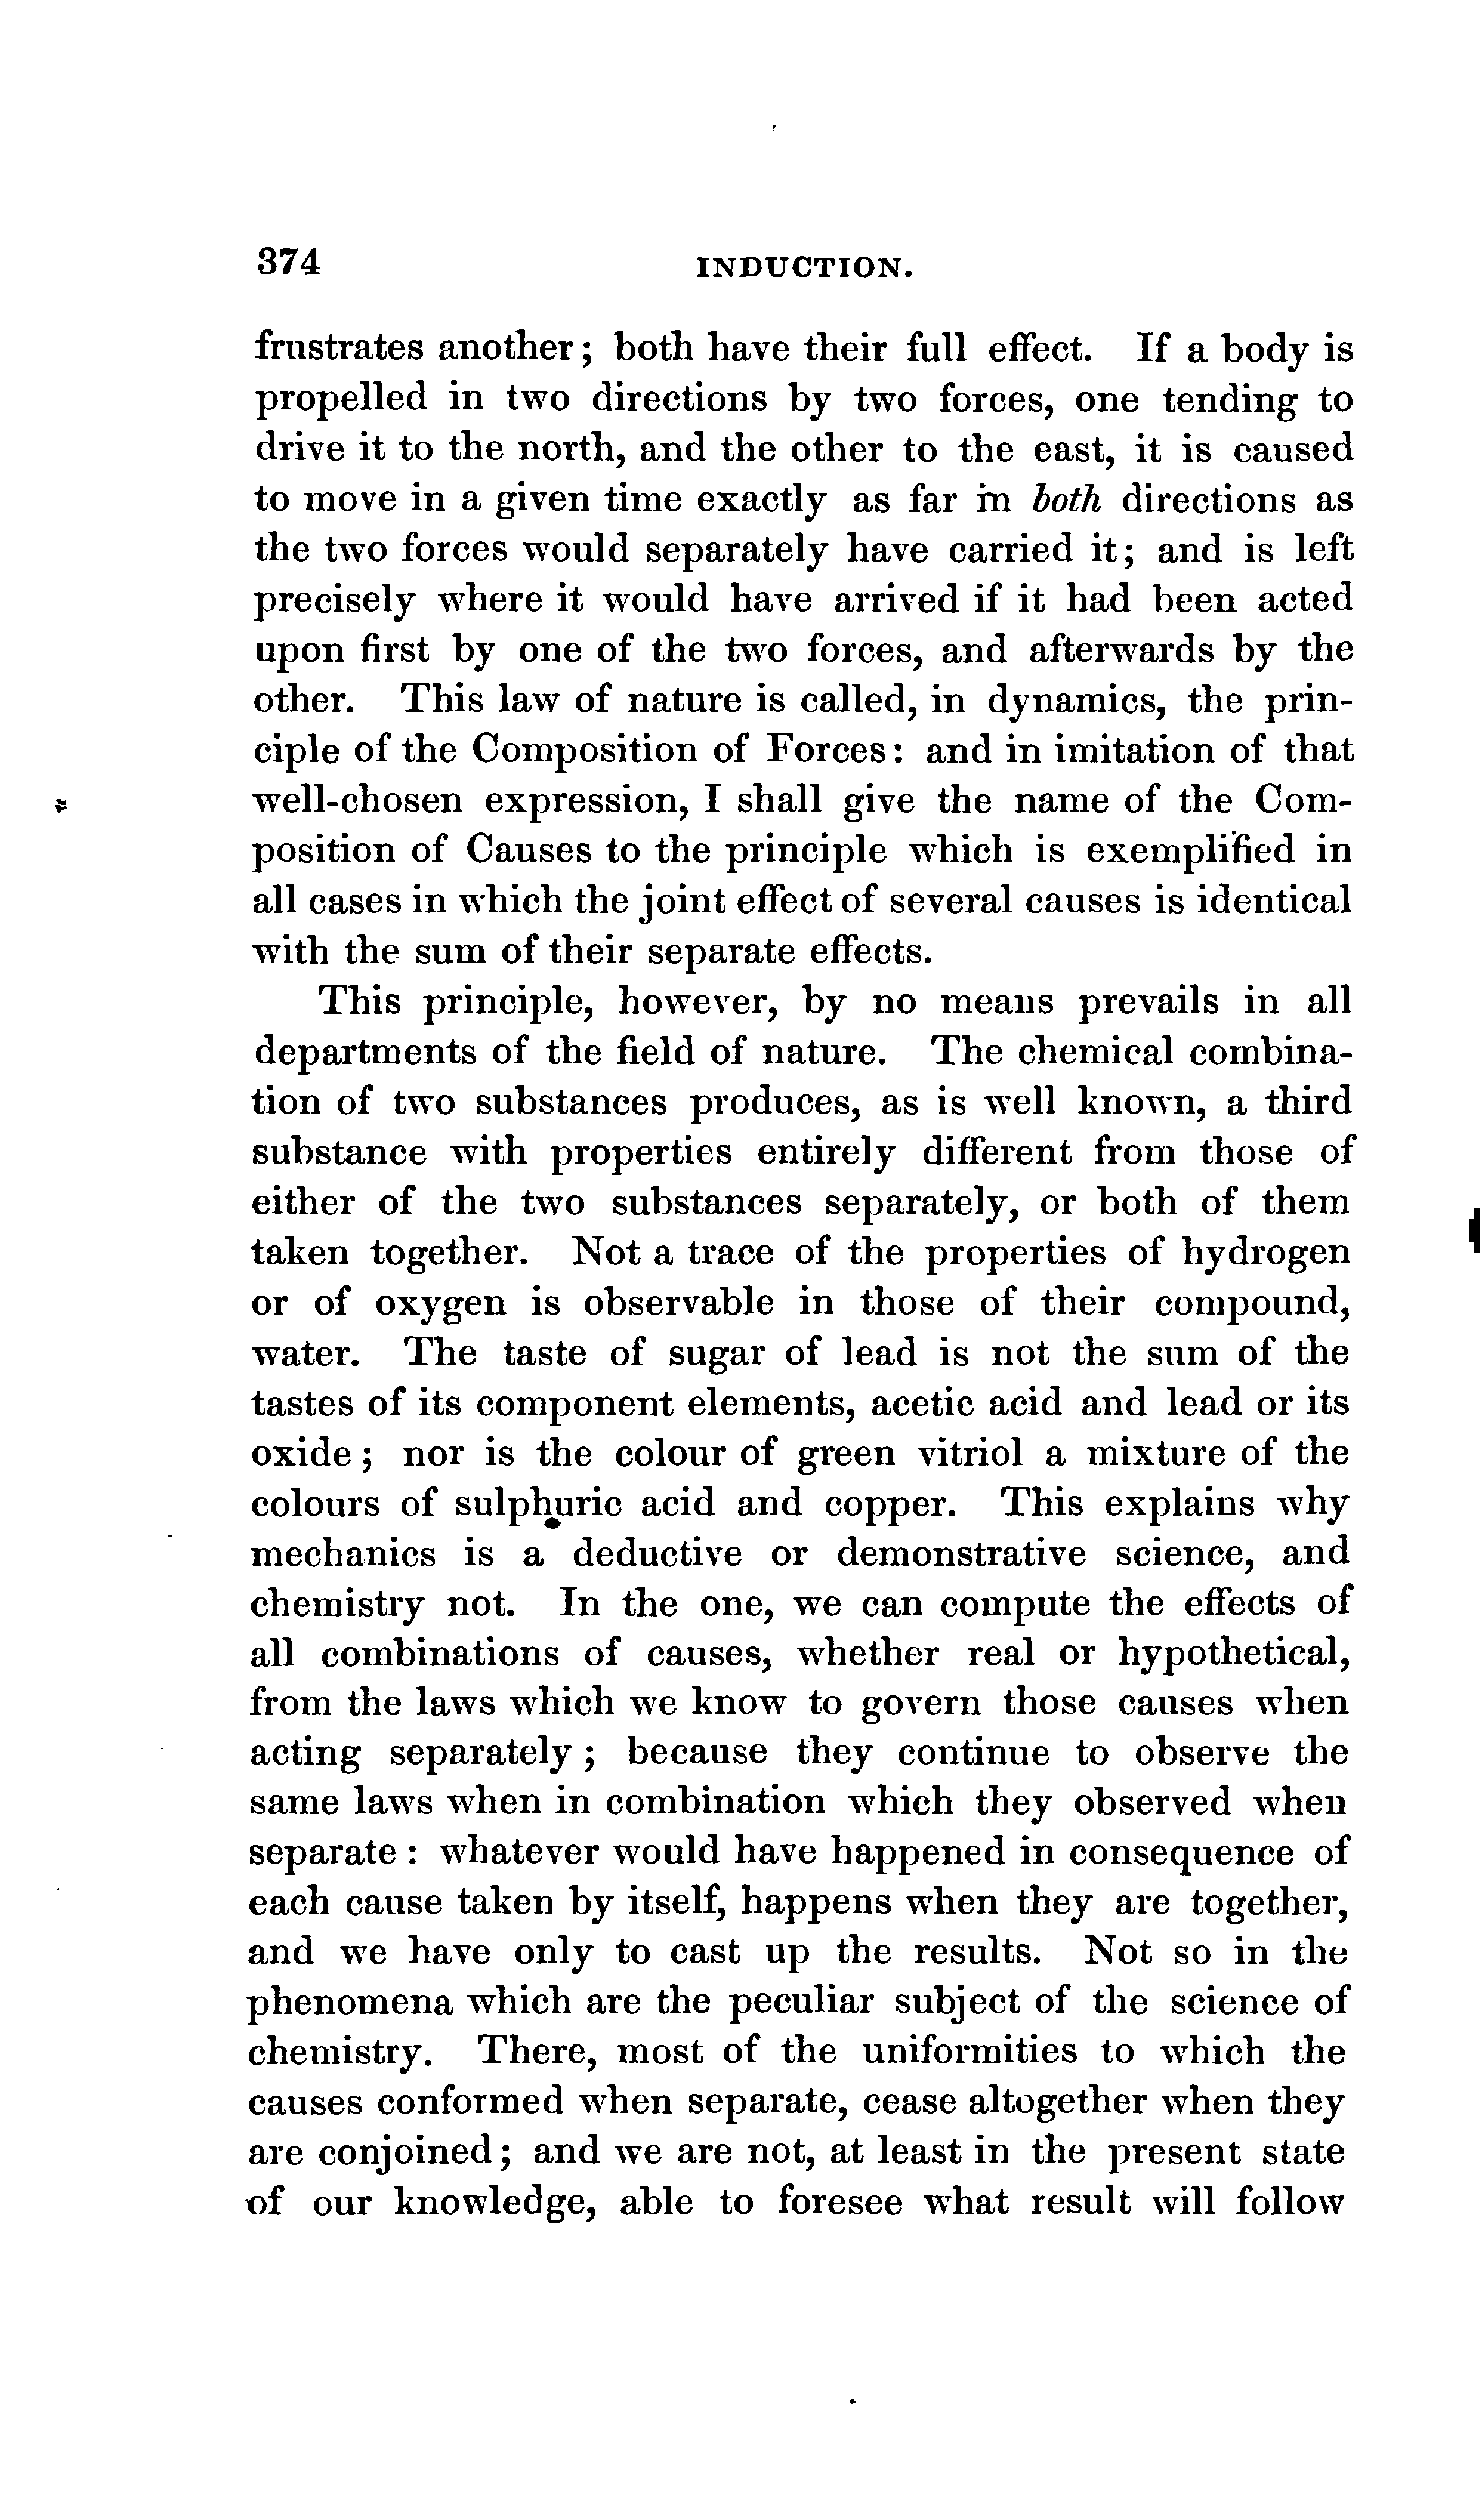 374 INDUCTION.
frustrates another; both have their full effect. If a body is
propelled in two directions by two forces, one tending to
drive it to the north, and the other to the east, it is caused
to move in a given time exactly as far in both directions as
the two forces would separately have carried it; and is left
precisely where it would have arrived if it had been acted
upon first by one of the two forces, and afterwards by the
other. This law of nature is called, in dynamics, the prin-
ciple of the Composition of Forces: and in imitation of that
well-chosen expression, I shall give the name of the Com-
position of Causes to the principle which is exemplified in
all cases in which the joint effect of several causes is identical
with the sum of their separate effects.
This principle, however, by no means prevails in all
departments of the field of nature. The chemical combina-
tion of two substances produces, as is well known, a third
substance with properties entirely different from those of
either of the two substances separately, or both of them
taken together. Not a trace of the properties of hydrogen
or of oxygen is observable in those of their compound,
water. The taste of sugar of lead is not the sum of the
tastes of its component elements, acetic acid and lead or its
oxide; nor is the colour of green vitriol a mixture of the
colours of sulphuric acid and copper. This explains why
mechanics is a deductive or demonstrative science, and
chemistry not. In the one, we can compute the effects of
all combinations of causes, whether real or hypothetical,
from the laws which we know to govern those causes when
acting separately; because they continue to observe the
same laws when in combination which they observed when
separate: whatever would have happened in consequence of
each cause taken by itself, happens when they are together,
and we have only to cast up the results. Not so in the
phenomena which are the peculiar subject of the science of
chemistry. There, most of the uniformities to which the
causes conformed when separate, cease altogether when they
are conjoined; and we are not, at least in the present state
of our knowledge, able to foresee what result will follow